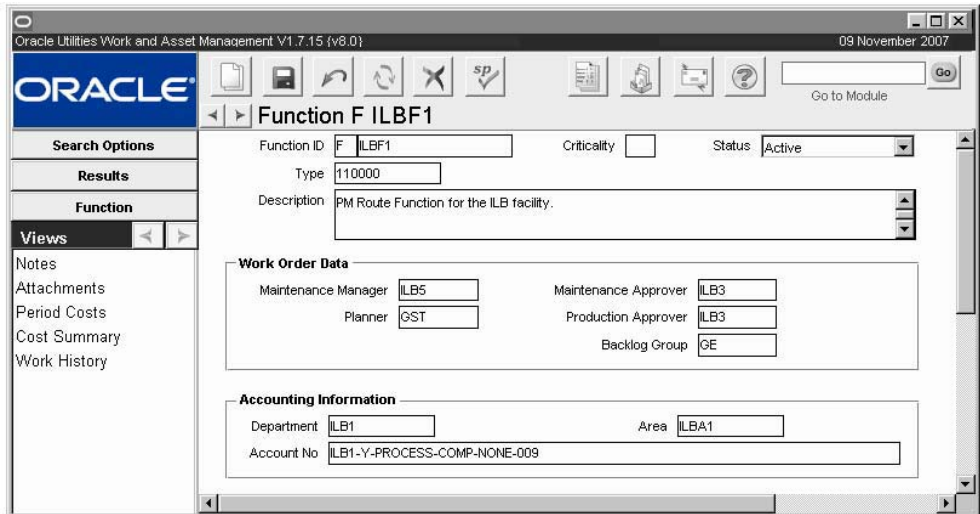 Oracle Utilities Work and Asset Management V1.7.15 {v8.0} 09 November 2007
ORACLE
sp
Go
Go to Module
Function F ILBF1
Search Options
Results
Function
Views
Notes
Attachments
Period Costs
Cost Summary
Work History
Function ID F ILBF1 Criticality Status Active
Type 110000
Description PM Route Function for the ILB facility.
Work Order Data
Maintenance Manager ILB5 Maintenance Approver ILB3
Planner GST Production Approver ILB3
Backlog Group GE
Accounting Information
Department ILB1 Area ILBA1
Account No ILB1-Y-PROCESS-COMP-NONE-009